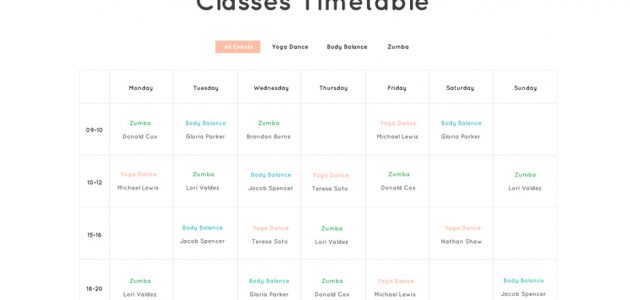 Classes Timetable
All Events Yoga Dance Body Balance Zumba
Monday Tuesday Wednesday Thursday Friday Saturday Sunday
Zumba Body Balance Zumba Yoga Dance Body Balance
09-10
Donald Cox Gloria Parker Brandon Burns Michael Lewis Gloria Parker
Yoga Dance Zumba Body Balance Yoga Dance Zumba Zumba
10-12
Michael Lewis Lori Valdez Jacob Spencer Teresa Soto Donald Cox Lori Valdez
Body Balance Yoga Dance Zumba Yoga Dance
15-16
Jacob Spencer Teresa Soto Lori Valdez Nathan Shaw
Zumba Body Balance Zumba Yoga Dance Body Balance
18-20
Lori Valdez Gloria Parker Donald Cox Michael Lewis Jacob Spencer